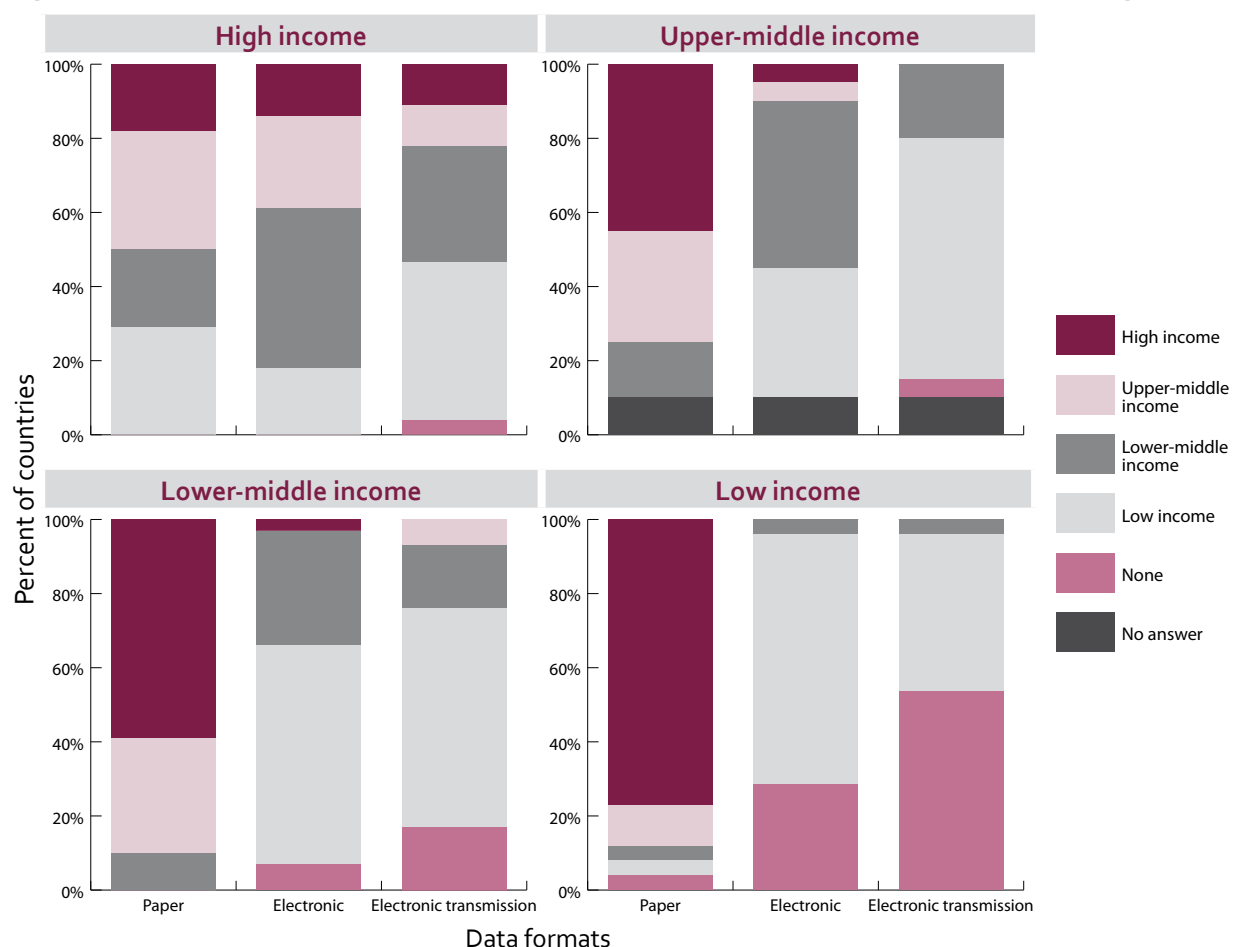 High income
Upper-middle income
100%
80%
60%
40%
20%
0%
100%
80%
60%
40%
20%
0%
Percent of countries
Lower-middle income
Low income
100%
80%
60%
40%
20%
0%
100%
80%
60%
40%
20%
0%
Paper
Electronic
Electronic transmission
Paper
Electronic
Electronic transmission
Data formats
High income
Upper-middle
income
Lower-middle
income
Low income
None
No answer